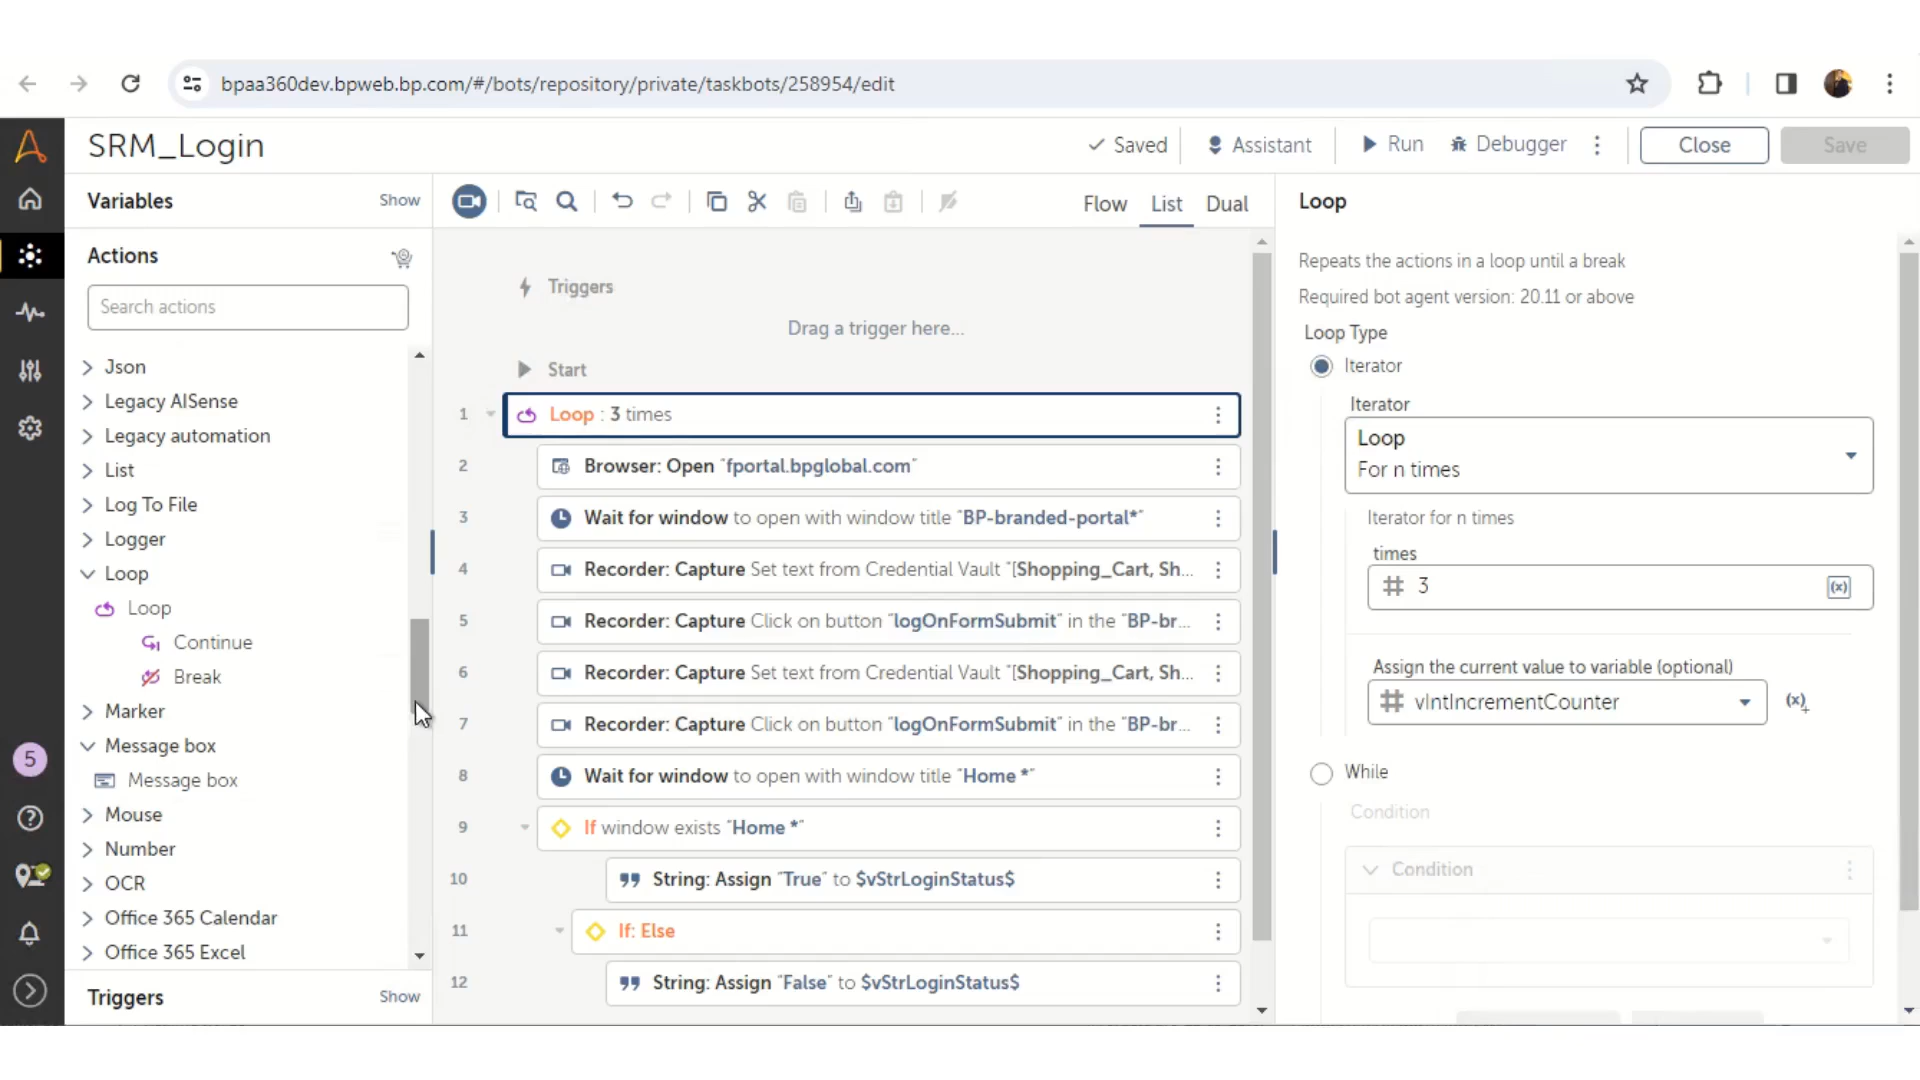 bpaa360dev.bpweb.bp.com/#/bots/repository/private/taskbots/258954/edit
SRM_Login
Saved
Assistant
Run
Debugger
Close
Save
Variables
Show
Flow
List
Dual
Loop
Actions
Search actions
Json
Legacy AISense
Legacy automation
List
Log To File
Logger
Loop
Loop
Continue
Break
Marker
Message box
Message box
Mouse
Number
OCR
Office 365 Calendar
Office 365 Excel
Triggers
Show
5
Triggers
Drag a trigger here...
Start
1 Loop : 3 times
2 Browser: Open "fportal.bpglobal.com"
3 Wait for window to open with window title "BP-branded-portal*"
4 Recorder: Capture Set text from Credential Vault "[Shopping_Cart, Sh...
5 Recorder: Capture Click on button "logOnFormSubmit" in the "BP-br...
6 Recorder: Capture Set text from Credential Vault "[Shopping_Cart, Sh...
7 Recorder: Capture Click on button "logOnFormSubmit" in the "BP-br...
8 Wait for window to open with window title "Home *"
9 If window exists "Home *"
10 String: Assign "True" to $vStrLoginStatus$
11 If: Else
12 String: Assign "False" to $vStrLoginStatus$
Repeats the actions in a loop until a break
Required bot agent version: 20.11 or above
Loop Type
Iterator
Iterator
Loop
For n times
Iterator for n times
times
# 3
(x)
Assign the current value to variable (optional)
# vIntIncrementCounter
(x)+
While
Condition
Condition